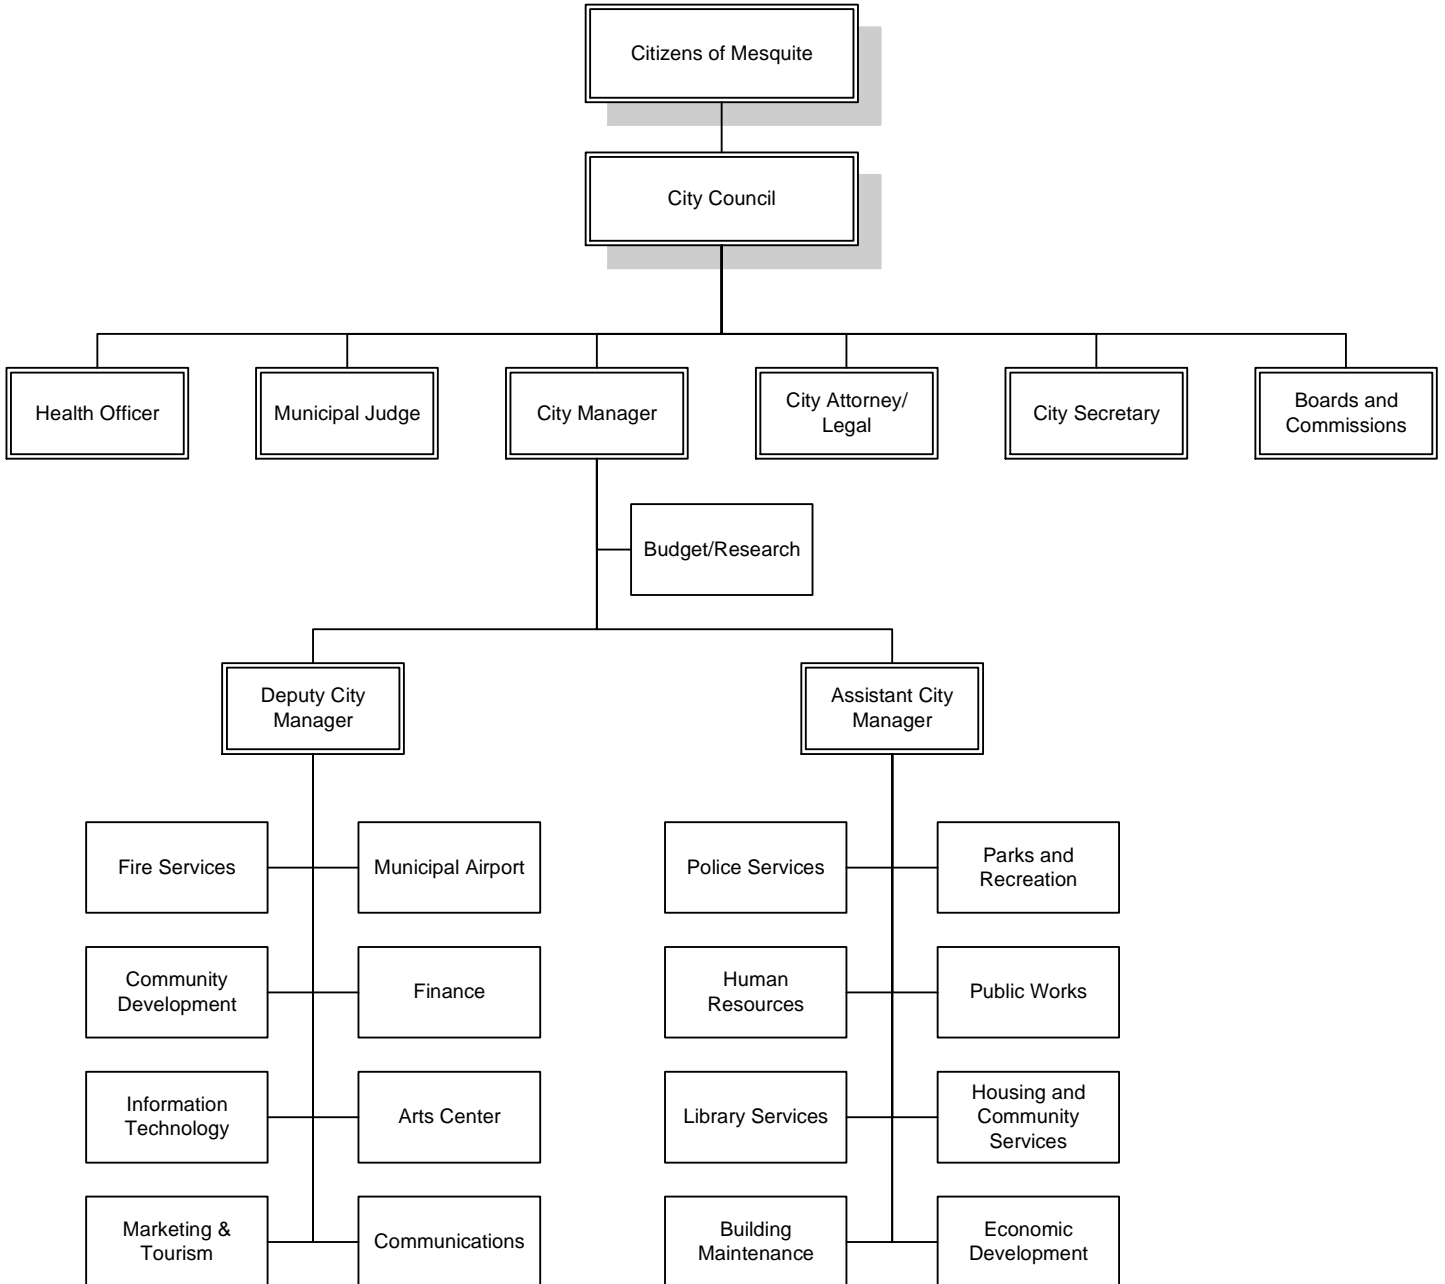 Citizens of Mesquite
City Council
Health Officer
Municipal Judge
City Manager
City Attorney/
Legal
City Secretary
Boards and
Commissions
Budget/Research
Deputy City
Manager
Assistant City
Manager
Fire Services
Municipal Airport
Police Services
Parks and
Recreation
Community
Development
Finance
Human
Resources
Public Works
Information
Technology
Arts Center
Library Services
Housing and
Community
Services
Marketing &
Tourism
Communications
Building
Maintenance
Economic
Development